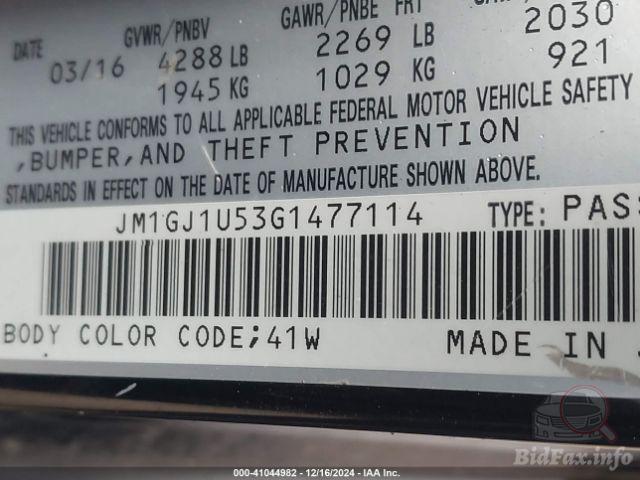 DATE GVWR/PNBV GAWR/PNBE FRT
03/16 4288 LB 2269 LB 2030
1945 KG 1029 KG 921
THIS VEHICLE CONFORMS TO ALL APPLICABLE FEDERAL MOTOR VEHICLE SAFETY
,BUMPER,AND THEFT PREVENTION
STANDARDS IN EFFECT ON THE DATE OF MANUFACTURE SHOWN ABOVE.
JM1GJ1U53G1477114 TYPE: PAS
BODY COLOR CODE;41W MADE IN
BidFax.info
000-41044982 - 12/16/2024 - IAA Inc.